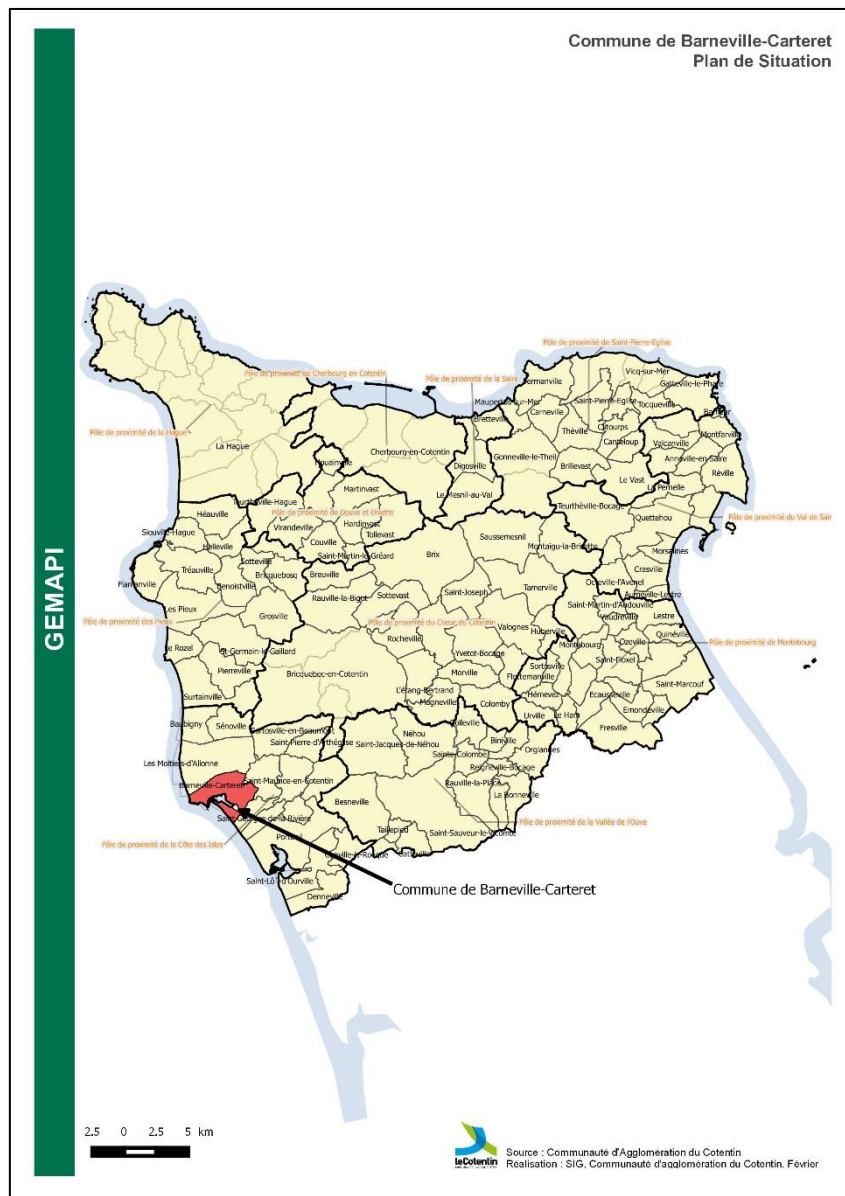 Commune de Barneville-Carteret
Plan de Situation
GEMAPI
Pôle de proximité de Saint-Pierre-Eglise
Pôle de proximité de Cherbourg en Cotentin
Pôle de proximité de la Saire
Vicq-sur-Mer
Gatteville-le-Phare
Maupertus-sur-Mer
Carneville
Saint-Pierre-Eglise
Tocqueville
Bretteville
Théville
Clitourps
Canteloup
Montfarville
Pôle de proximité de la Hague
La Hague
Cherbourg-en-Cotentin
Digosville
Gonneville-le-Theil
Brillevast
Valcanville
Anneville-en-Saire
Réville
Le Mesnil-au-Val
Le Vast
La Pernelle
Martinvast
Teurthéville-Bocage
Quettehou
Pôle de proximité du Val de Sair
Pôle de proximité de Douve et Divette
Héauville
Virandeville
Hardinvast
Tollevast
Couville
Siouville-Hague
Helleville
Saint-Martin-le-Gréard
Brix
Saussemesnil
Montaigu-la-Brisette
Morsalines
Crasville
Tréauville
Sotteville
Bricquebosq
Breuville
Rauville-la-Bigot
Sottevast
Saint-Joseph
Tamerville
Octeville-l'Avenel
Aumeville-Lestre
Flamanville
Benoistville
Les Pieux
Grosville
Saint-Martin-d'Audouville
Vaudreville
Lestre
Pôle de proximité des Pieux
Pôle de proximité du Coeur du Cotentin
Rocheville
Valognes
Huberville
Montebourg
Ozeville
Quinéville
Pôle de proximité de Montebourg
Le Rozel
St-Germain-le-Gaillard
Pierreville
Bricquebec-en-Cotentin
Yvetot-Bocage
Morville
Sortosville
Flottemanville
Saint-Floxel
Saint-Marcouf
Surtainville
L'Étang-Bertrand
Magneville
Colomby
Hémevez
Urville
Le Ham
Ecausseville
Emondeville
Fresville
Baubigny
Sénoville
Sortosville-en-Beaumont
Saint-Pierre-d'Arthéglise
Néhou
Saint-Jacques-de-Néhou
Golleville
Biniville
Orglandes
Sainte-Colombe
Reigneville-Bocage
Les Moitiers-d'Allonne
Barneville-Carteret
Saint-Maurice-en-Cotentin
Rauville-la-Place
La Bonneville
Besneville
Saint-Georges-de-la-Rivière
Taillepied
Saint-Sauveur-le-Vicomte
Pôle de proximité de la Vallée de l'Ouve
Pôle de proximité de la Côte des Isles
Portbail
Saint-Lô-d'Ourville
Denneville
Commune de Barneville-Carteret
2.5 0 2.5 5 km
leCotentin
Source : Communauté d'Agglomération du Cotentin
Réalisation : SIG, Communauté d'agglomération du Cotentin, Février